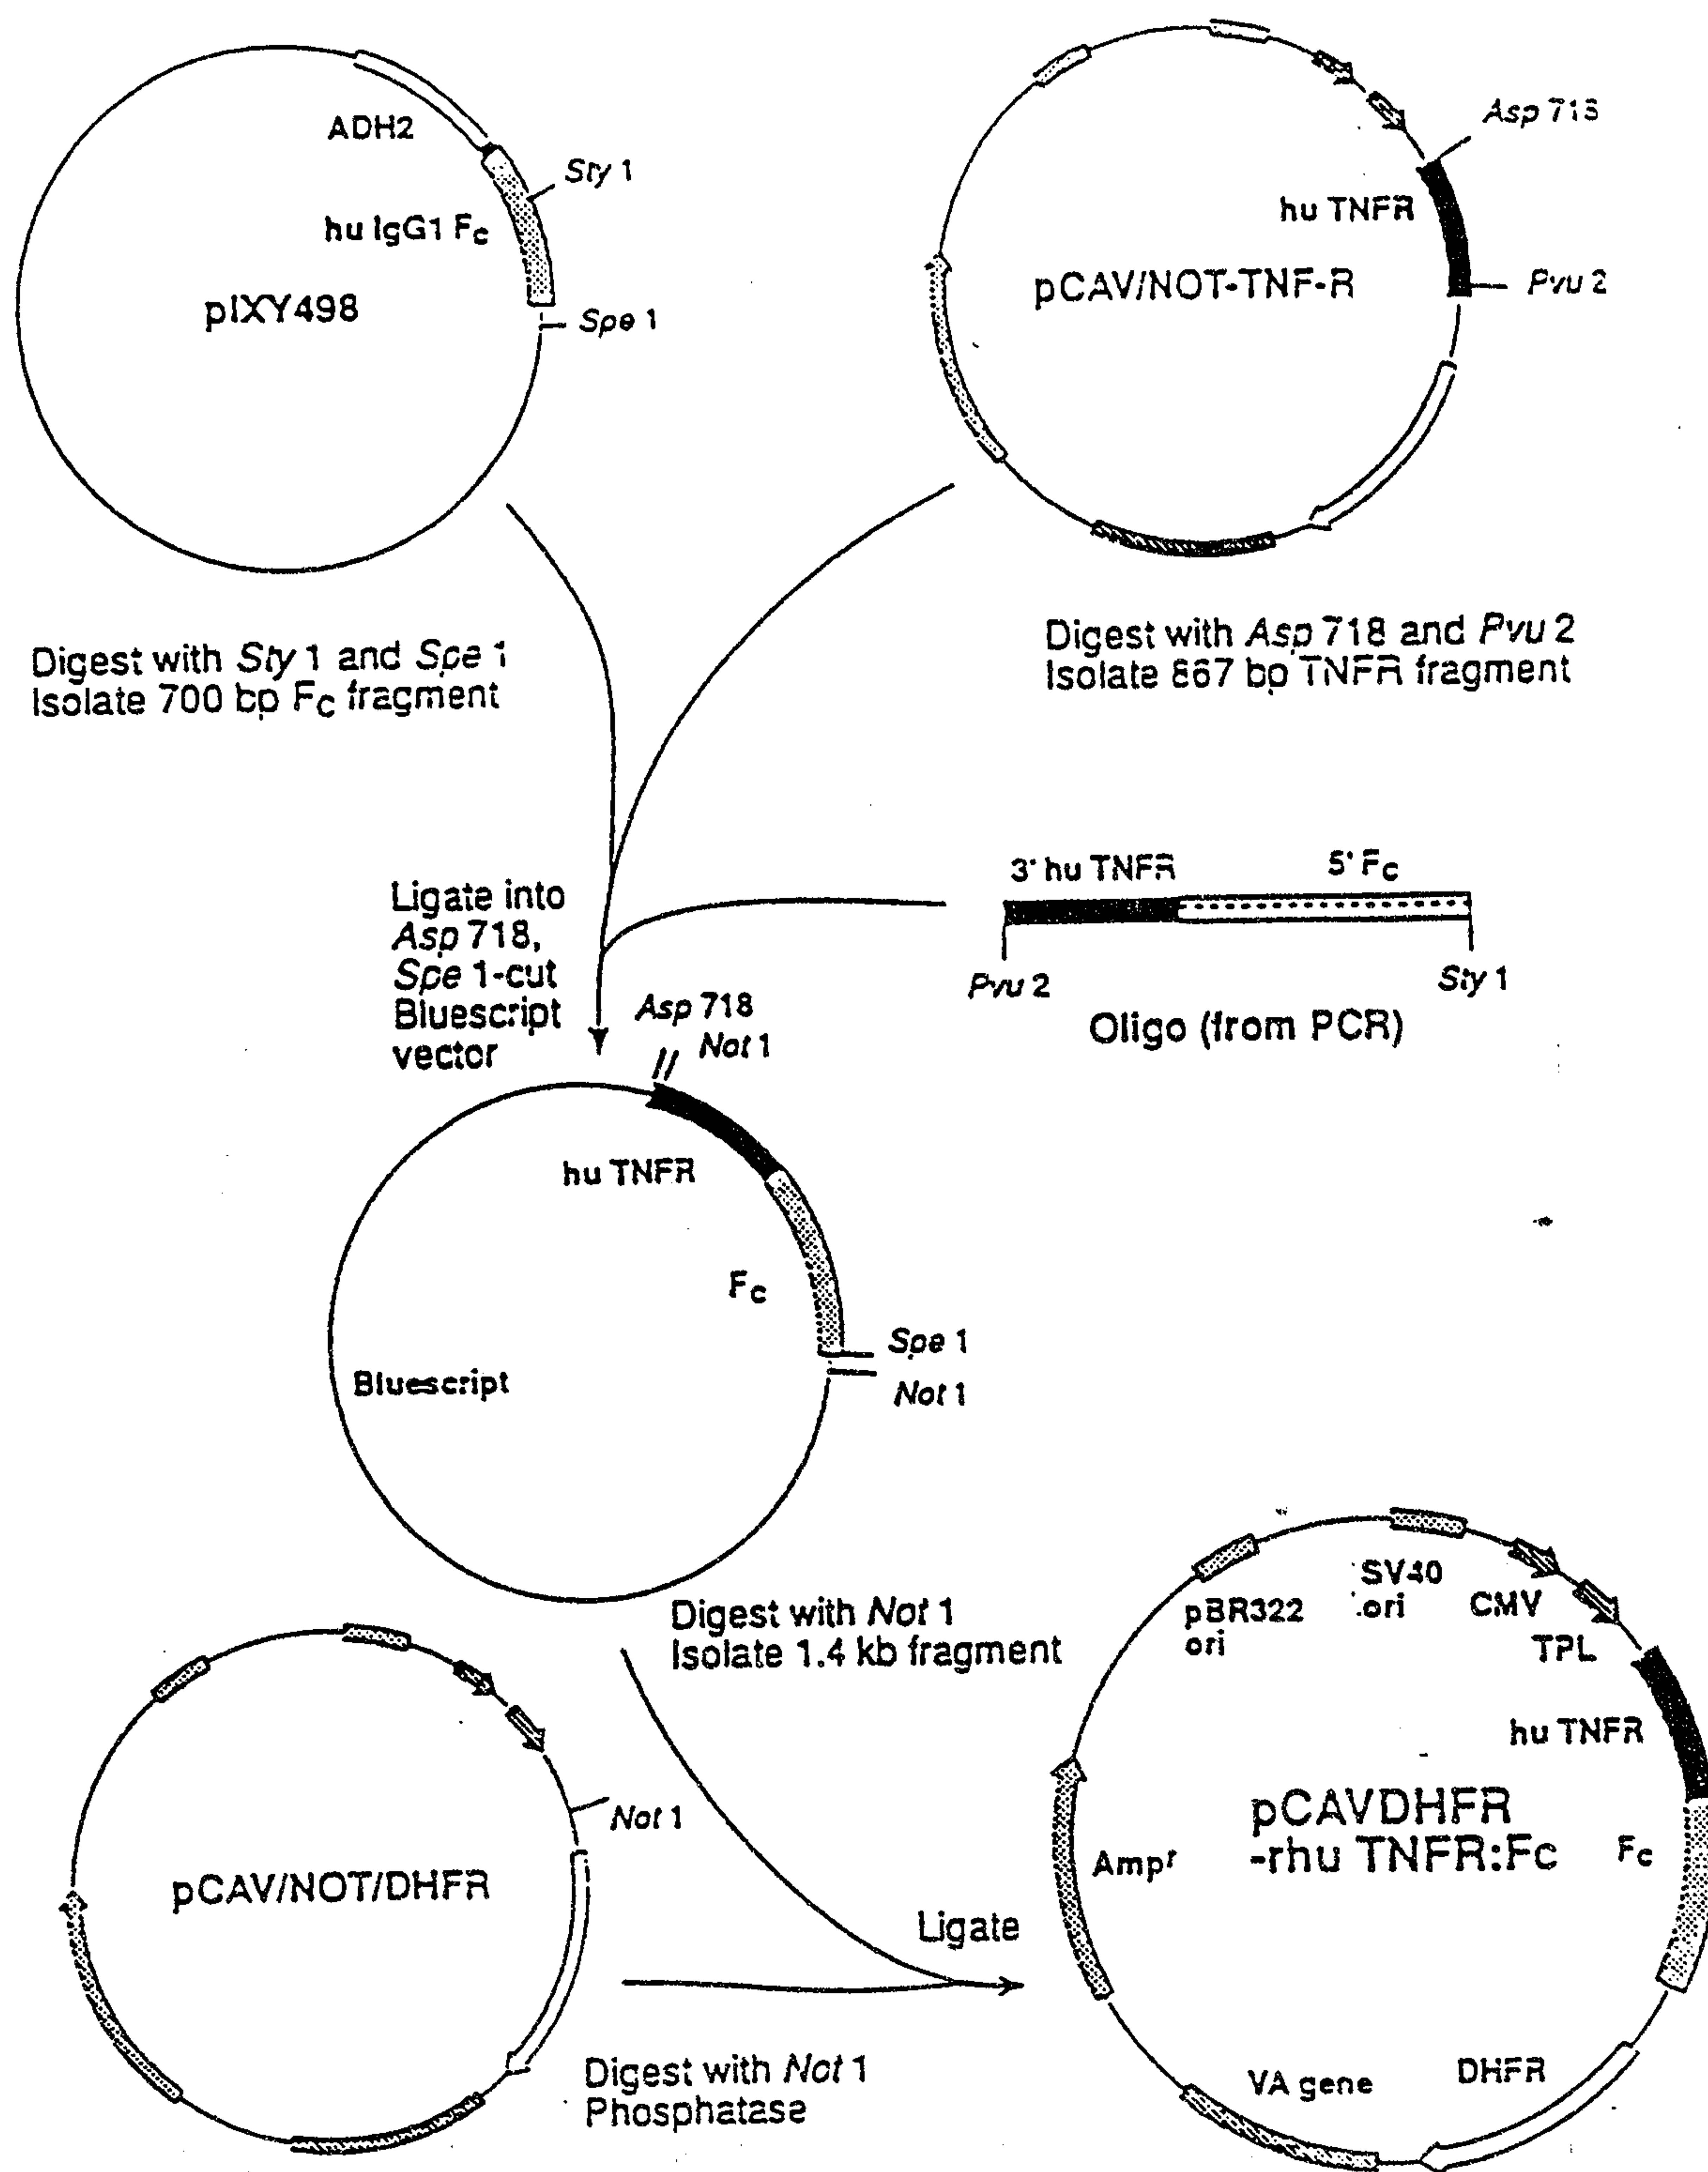 ADH2
Sty 1
hu IgG1 Fc
pIXY498
Spe 1
Asp 718
hu TNFR
pCAV/NOT-TNF-R
Pvu 2
Digest with Sty 1 and Spe 1
Isolate 700 bp Fc fragment
Digest with Asp 718 and Pvu 2
Isolate 867 bp TNFR fragment
3' hu TNFR
5' Fc
Pvu 2
Sty 1
Oligo (from PCR)
Ligate into
Asp 718,
Spe 1-cut
Bluescript
vector
Asp 718
Not 1
hu TNFR
Fc
Spe 1
Not 1
Bluescript
Digest with Not 1
Isolate 1.4 kb fragment
Not 1
pCAV/NOT/DHFR
Digest with Not 1
Phosphatase
Ligate
pBR322
ori
SV40
ori
CMV
TPL
hu TNFR
pCAVDHFR
-rhu TNFR:Fc
Fc
Ampr
VA gene
DHFR